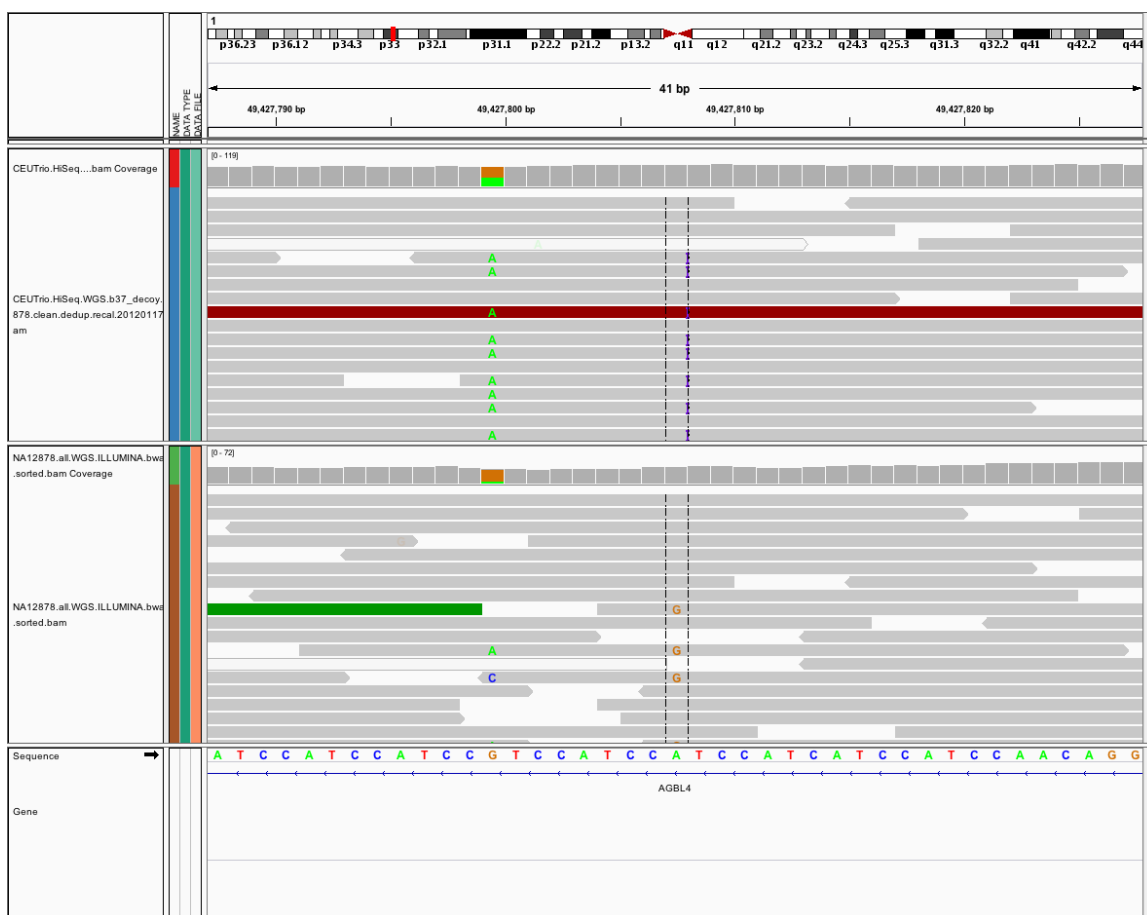 1
p36.23 p36.12 p34.3 p33 p32.1 p31.1 p22.2 p21.2 p13.2 q11 q12 q21.2 q23.2 q24.3 q25.3 q31.3 q32.2 q41 q42.2 q44
41 bp
49,427,790 bp 49,427,800 bp 49,427,810 bp 49,427,820 bp
NAME
DATA TYPE
DATA FILE
[0 - 119]
CEUTrio.HiSeq....bam Coverage
A
A
A
CEUTrio.HiSeq.WGS.b37_decoy.
878.clean.dedup.recal.20120117
am
A
A
A
A
A
A
A
NA12878.all.WGS.ILLUMINA.bwa
.sorted.bam Coverage
[0 - 72]
NA12878.all.WGS.ILLUMINA.bwa
.sorted.bam
G
A G
C G
Sequence
A T C C A T C C A T C C G T C C A T C C A T C C A T C A T C C A T C C A A C A G G
AGBL4
Gene